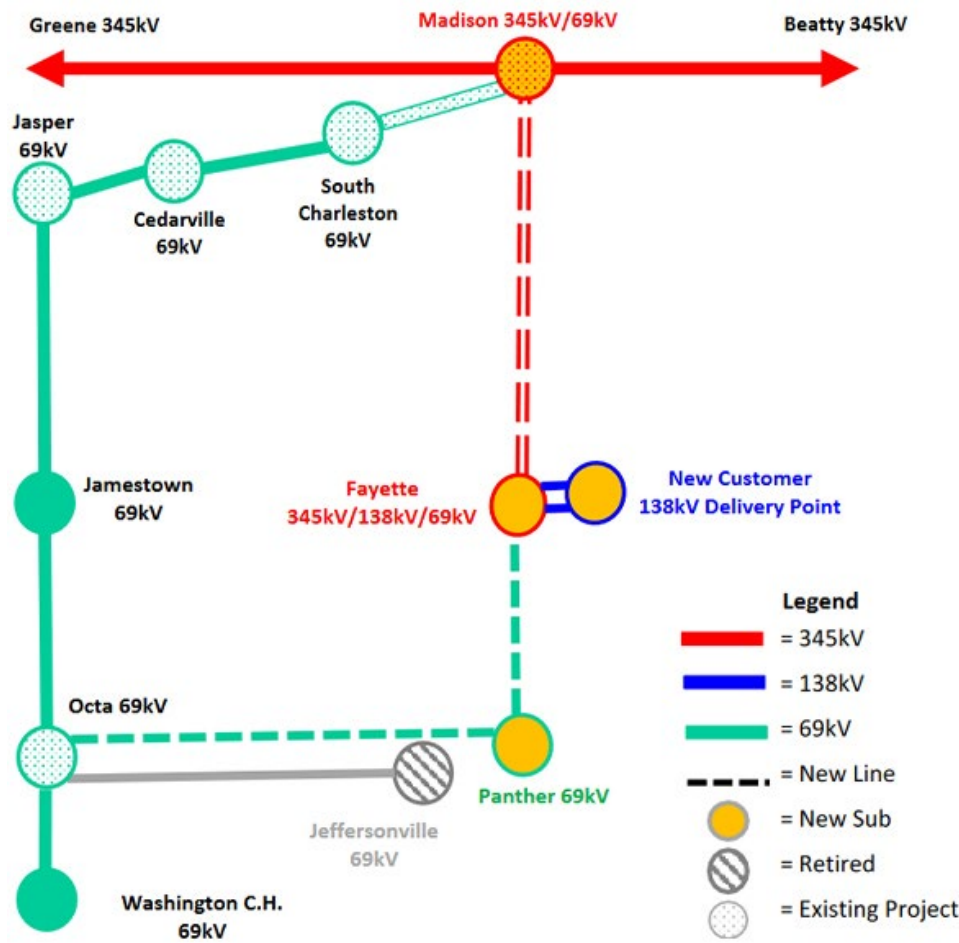 Greene 345kV
Madison 345kV/69kV
Beatty 345kV
Jasper
69kV
Cedarville
69kV
South
Charleston
69kV
Jamestown
69kV
Fayette
345kV/138kV/69kV
New Customer
138kV Delivery Point
Octa 69kV
Panther 69kV
Jeffersonville
69kV
Washington C.H.
69kV
Legend
= 345kV
= 138kV
= 69kV
= New Line
= New Sub
= Retired
= Existing Project